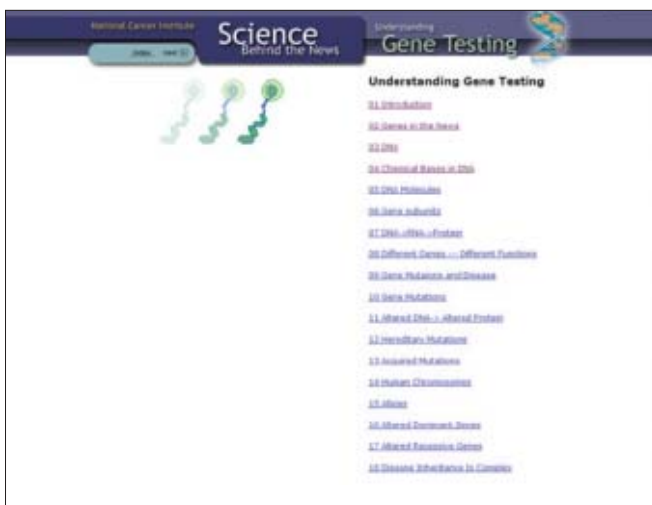 National Cancer Institute
Science
Behind the News
Understanding
Gene Testing
index next
Understanding Gene Testing
01 Introduction
02 Genes in the News
03 DNA
04 Chemical Bases in DNA
05 DNA Molecules
06 Gene subunits
07 DNA->RNA->Protein
08 Different Genes --- Different Functions
09 Gene Mutations and Disease
10 Gene Mutations
11 Altered DNA-> Altered Protein
12 Hereditary Mutations
13 Acquired Mutations
14 Human Chromosomes
15 Alleles
16 Altered Dominant Genes
17 Altered Recessive Genes
18 Disease Inheritance Is Complex